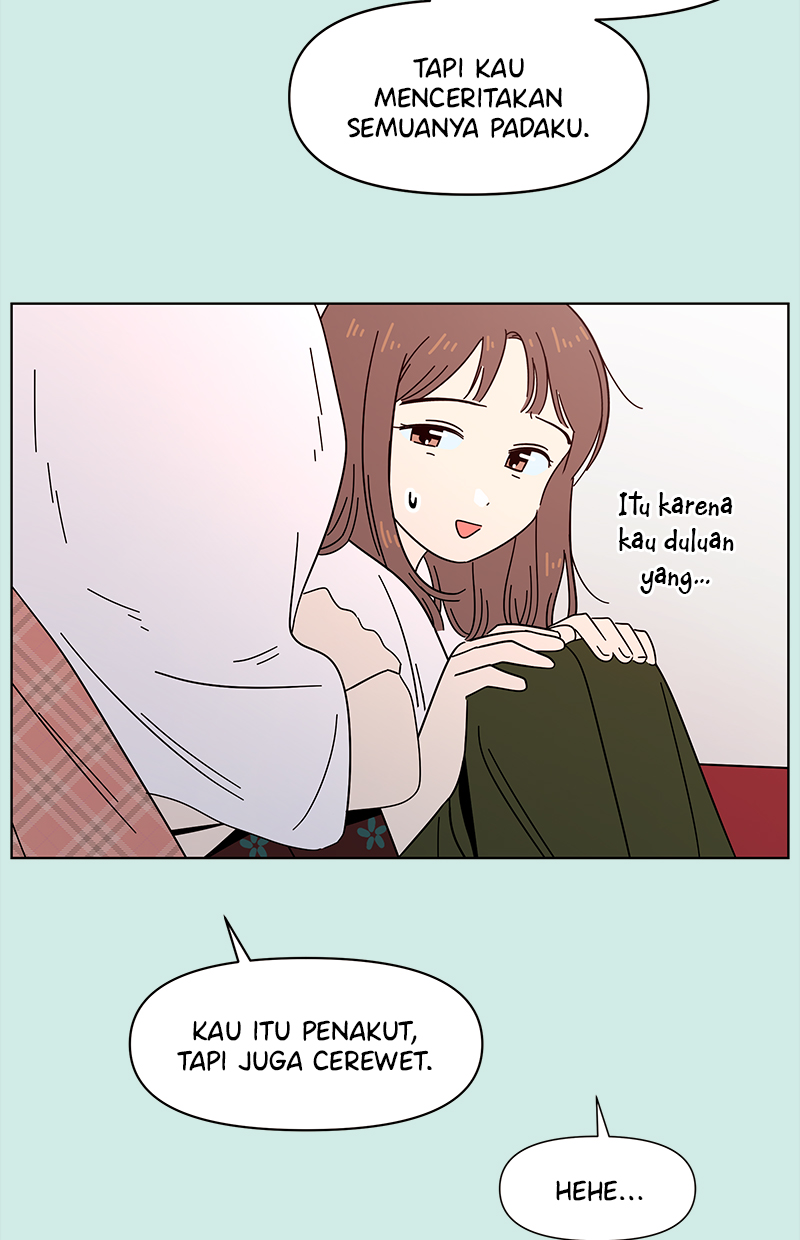 TAPI KAU
MENCERITAKAN
SEMUANYA PADAKU.
Itu karena
kau duluan
yang...
KAU ITU PENAKUT,
TAPI JUGA CEREWET.
HEHE...